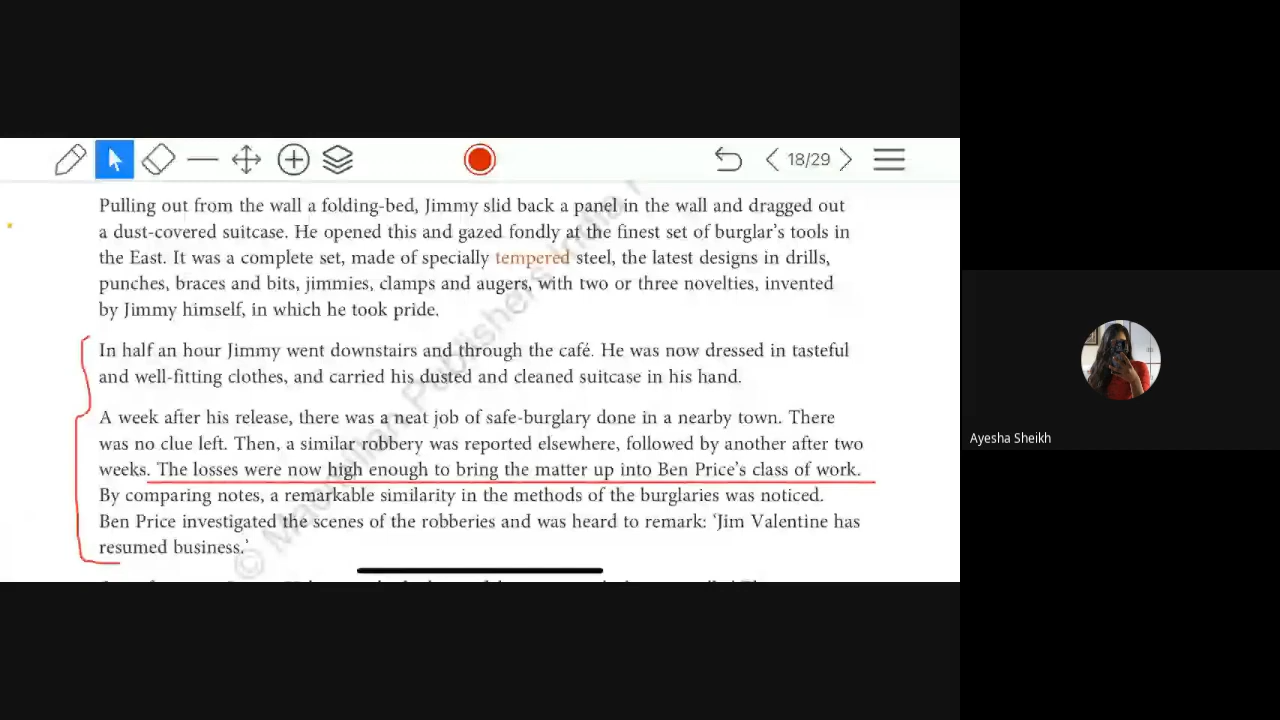 18/29
Pulling out from the wall a folding-bed, Jimmy slid back a panel in the wall and dragged out
a dust-covered suitcase. He opened this and gazed fondly at the finest set of burglar's tools in
the East. It was a complete set, made of specially tempered steel, the latest designs in drills,
punches, braces and bits, jimmies, clamps and augers, with two or three novelties, invented
by Jimmy himself, in which he took pride.
In half an hour Jimmy went downstairs and through the café. He was now dressed in tasteful
and well-fitting clothes, and carried his dusted and cleaned suitcase in his hand.
A week after his release, there was a neat job of safe-burglary done in a nearby town. There
was no clue left. Then, a similar robbery was reported elsewhere, followed by another after two
weeks. The losses were now high enough to bring the matter up into Ben Price's class of work.
By comparing notes, a remarkable similarity in the methods of the burglaries was noticed.
Ben Price investigated the scenes of the robberies and was heard to remark: 'Jim Valentine has
resumed business.'
© Macmillan Publishers India
Ayesha Sheikh